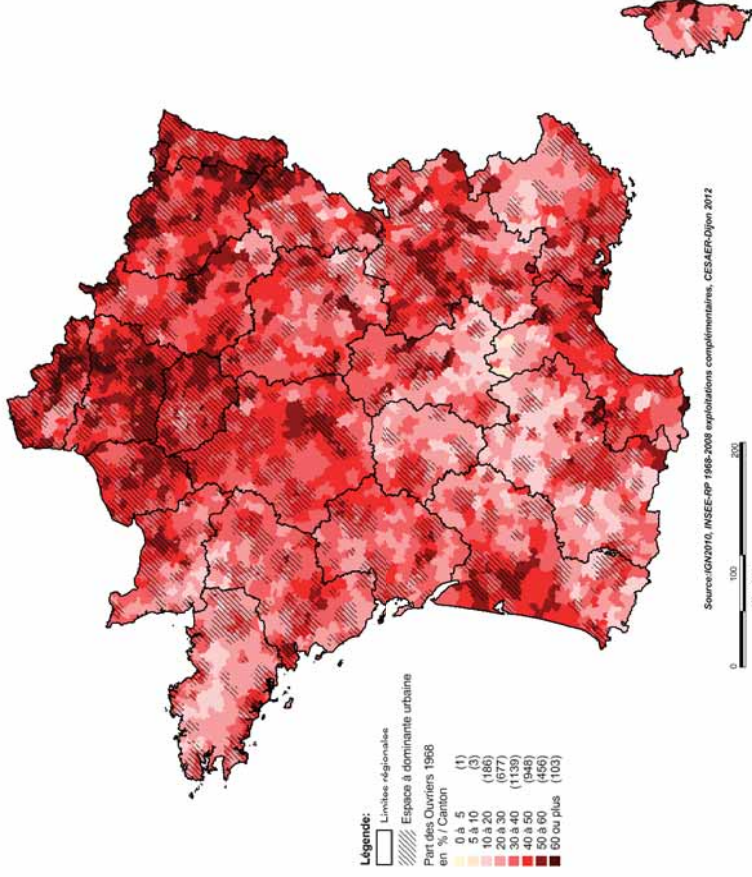 Légende:
Limites régionales
Espace à dominante urbaine
Part des Ouvriers 1968
en % / Canton
0 à 5 (1)
5 à 10 (3)
10 à 20 (186)
20 à 30 (677)
30 à 40 (1139)
40 à 50 (948)
50 à 60 (456)
60 ou plus (103)
0 100 200
Source:IGN2010, INSEE-RP 1968-2008 exploitations complémentaires, CESAER-Dijon 2012